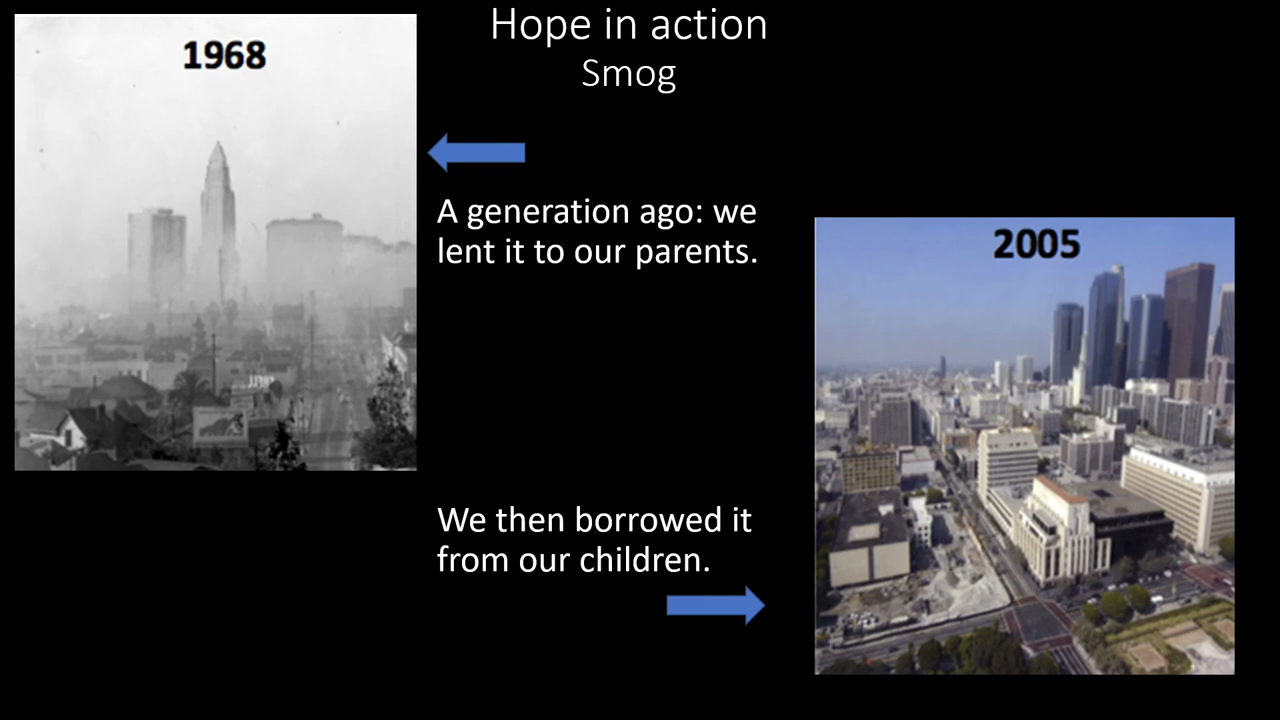 Hope in action
Smog
1968
A generation ago: we
lent it to our parents.
2005
We then borrowed it
from our children.